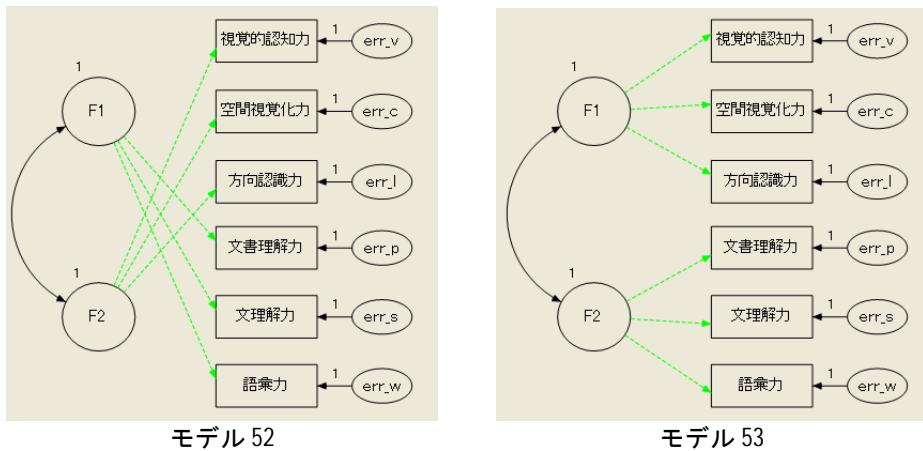 1
視覚的認知力
1
err_v
F1
空間視覚化力
1
err_c
方向認識力
1
err_l
1
文書理解力
1
err_p
F2
文理解力
1
err_s
語彙力
1
err_w
モデル 52
1
視覚的認知力
1
err_v
F1
空間視覚化力
1
err_c
方向認識力
1
err_l
1
文書理解力
1
err_p
F2
文理解力
1
err_s
語彙力
1
err_w
モデル 53